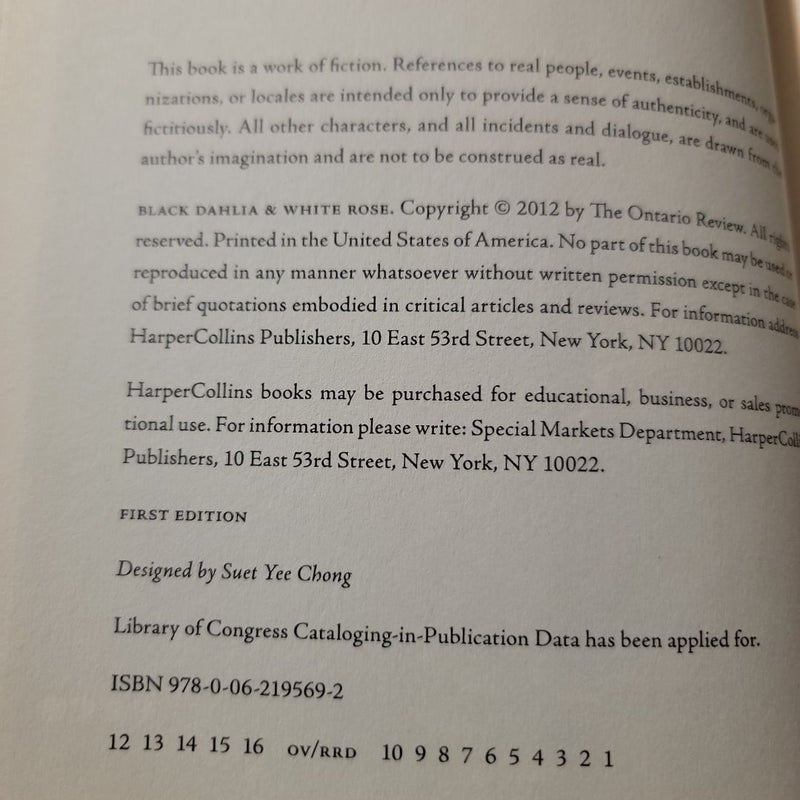 This book is a work of fiction. References to real people, events, establishments,
nizations, or locales are intended only to provide a sense of authenticity, and are
fictitiously. All other characters, and all incidents and dialogue, are drawn from
author's imagination and are not to be construed as real.
BLACK DAHLIA & WHITE ROSE. Copyright © 2012 by The Ontario Review. All rights
reserved. Printed in the United States of America. No part of this book may be used or
reproduced in any manner whatsoever without written permission except in the case
of brief quotations embodied in critical articles and reviews. For information address
HarperCollins Publishers, 10 East 53rd Street, New York, NY 10022.
HarperCollins books may be purchased for educational, business, or sales prom
tional use. For information please write: Special Markets Department, HarperColl
Publishers, 10 East 53rd Street, New York, NY 10022.
FIRST EDITION
Designed by Suet Yee Chong
Library of Congress Cataloging-in-Publication Data has been applied for.
ISBN 978-0-06-219569-2
12 13 14 15 16 OV/RRD 10 9 8 7 6 5 4 3 2 1